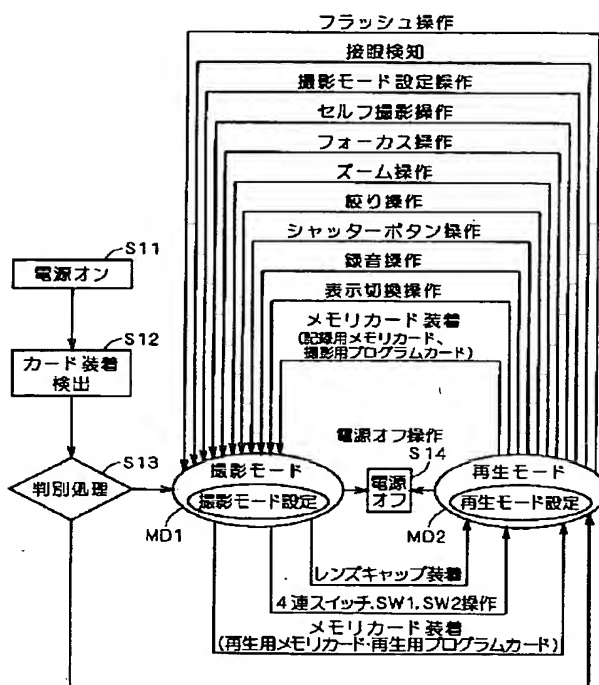 フラッシュ操作
接眼検知
撮影モード設定操作
セルフ撮影操作
フォーカス操作
ズーム操作
絞り操作
シャッターボタン操作
録音操作
表示切換操作
メモリカード装着
(記録用メモリカード、
撮影用プログラムカード)
S11
電源オン
S12
カード装着
検出
S13
判別処理
電源オフ操作
S14
電源
オフ
撮影モード
撮影モード設定
MD1
再生モード
再生モード設定
MD2
レンズキャップ装着
4連スイッチ.SW1.SW2操作
メモリカード装着
(再生用メモリカード・再生用プログラムカード)